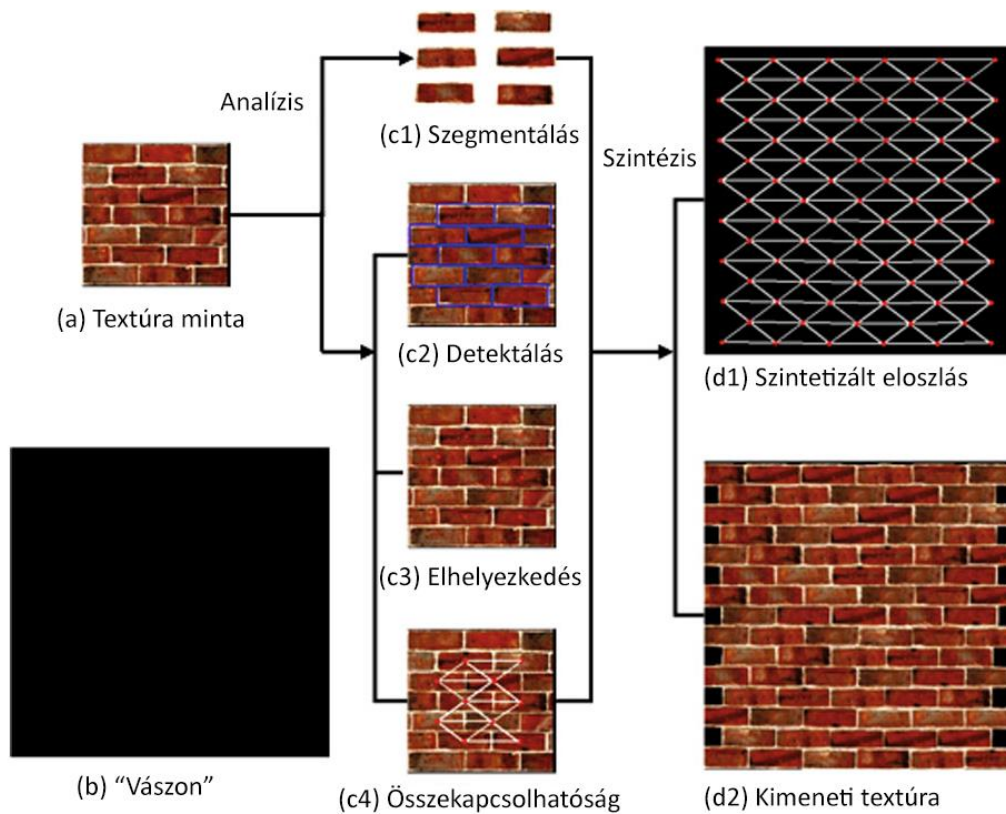 Analízis
(c1) Szegmentálás
Szintézis
(a) Textúra minta
(c2) Detektálás
(d1) Szintetizált eloszlás
(c3) Elhelyezkedés
(b) “Vászon”
(c4) Összekapcsolhatóság
(d2) Kimeneti textúra